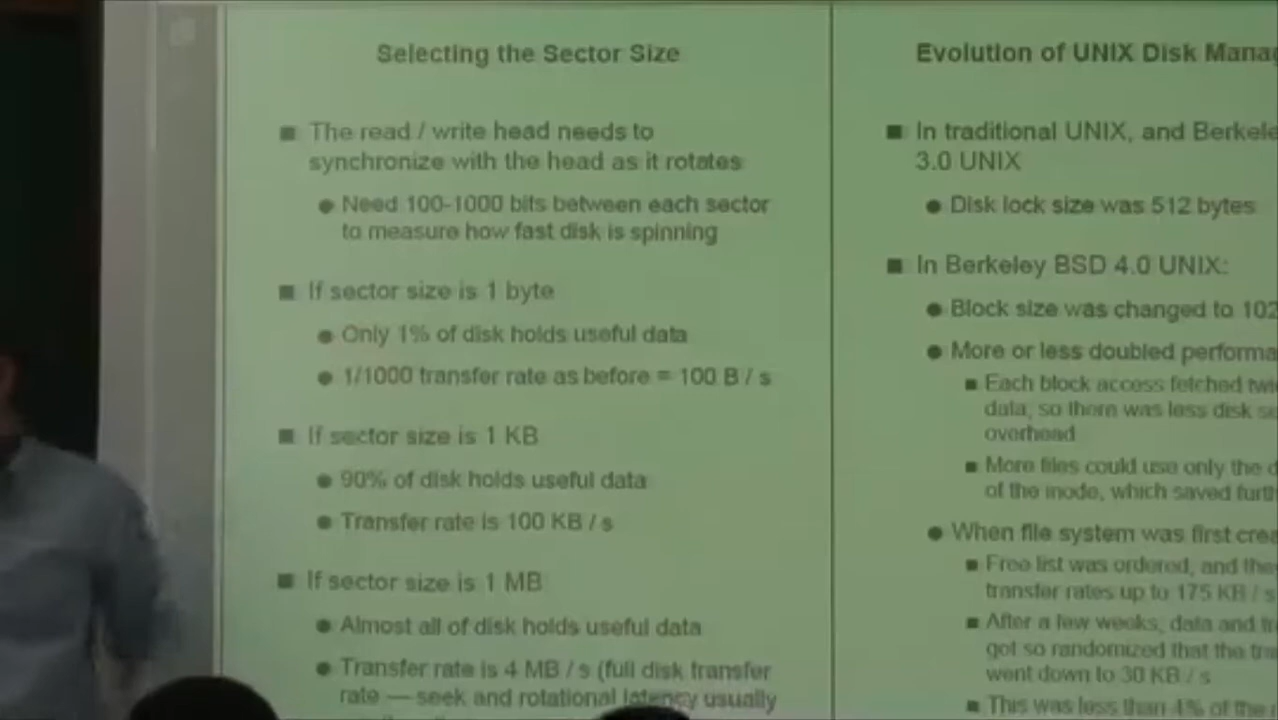 Selecting the Sector Size
■ The read / write head needs to
synchronize with the head as it rotates
● Need 100-1000 bits between each sector
to measure how fast disk is spinning
■ If sector size is 1 byte
● Only 1% of disk holds useful data
● 1/1000 transfer rate as before = 100 B / s
■ If sector size is 1 KB
● 90% of disk holds useful data
● Transfer rate is 100 KB / s
■ If sector size is 1 MB
● Almost all of disk holds useful data
● Transfer rate is 4 MB / s (full disk transfer
rate — seek and rotational latency usually
Evolution of UNIX Disk
■ In traditional UNIX, and
3.0 UNIX
● Disk lock size was 512 bytes
■ In Berkeley BSD 4.0 UNIX:
● Block size was changed to
● More or less doubled
■ Each block access fetched
data, so there was less disk
overhead
■ More files could use only the
of the inode, which saved
● When file system was first
■ Free list was ordered, and
transfer rates up to 175 KB / s
■ After a few weeks, data and
got so randomized that the
went down to 30 KB / s
■ This was less than 4% of the